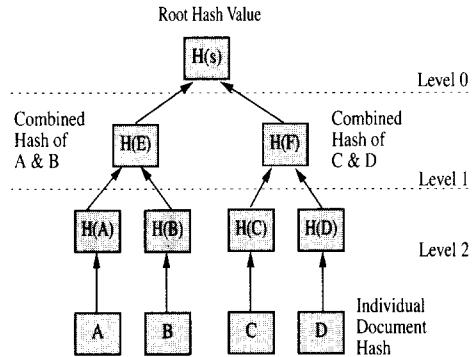 Root Hash Value
H(s)
Level 0
Combined
Hash of
A & B
H(E)
H(F)
Combined
Hash of
C & D
Level 1
H(A)
H(B)
H(C)
H(D)
Level 2
A
B
C
D
Individual
Document
Hash